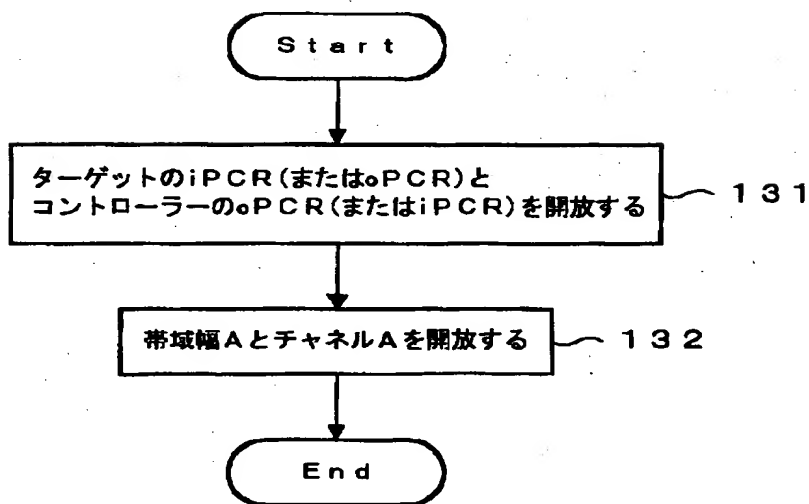 Start
ターゲットのiPCR(またはoPCR)と
コントローラーのoPCR(またはiPCR)を開放する
131
帯域幅AとチャネルAを開放する
132
End